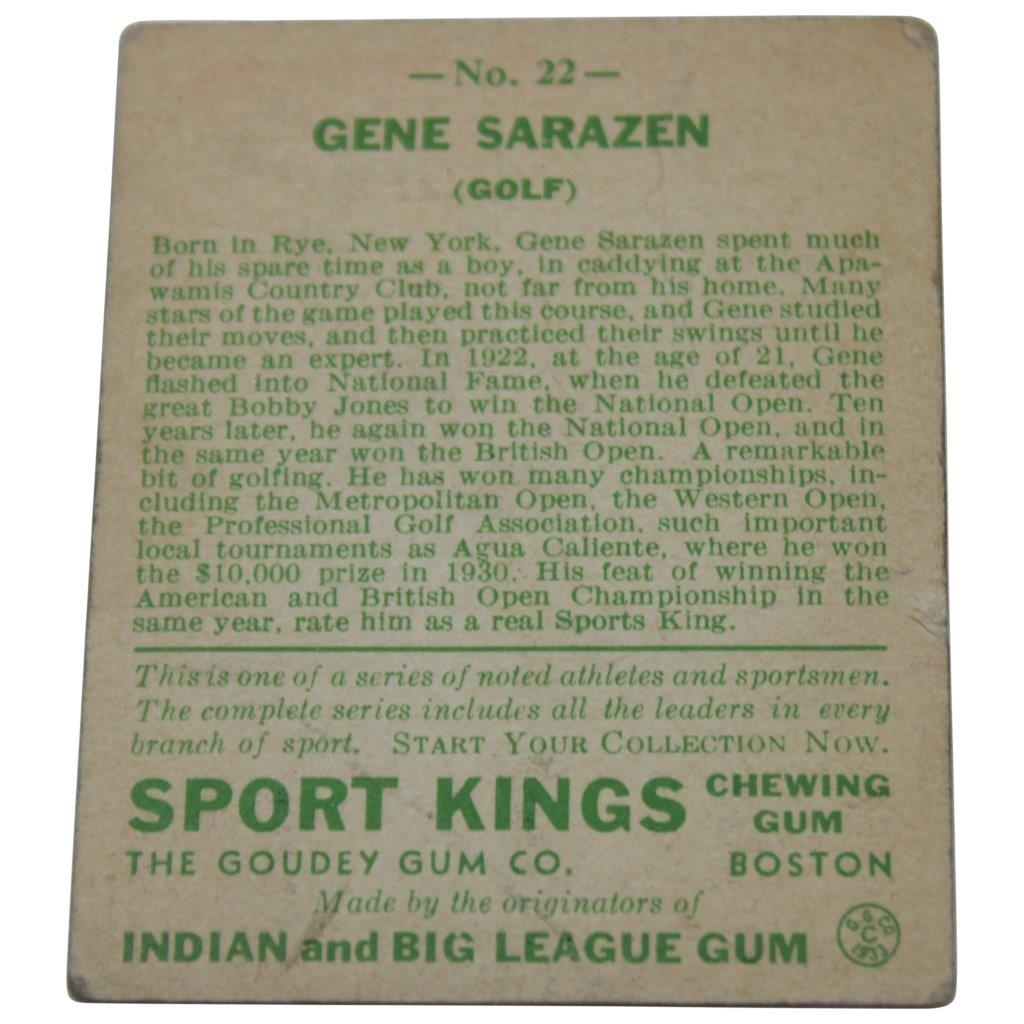 — No. 22 —
GENE SARAZEN
(GOLF)
Born in Rye, New York, Gene Sarazen spent much
of his spare time as a boy, in caddying at the Apa-
wamis Country Club, not far from his home. Many
stars of the game played this course, and Gene studied
their moves, and then practiced their swings until he
became an expert. In 1922, at the age of 21, Gene
flashed into National Fame, when he defeated the
great Bobby Jones to win the National Open. Ten
years later, he again won the National Open, and in
the same year won the British Open. A remarkable
bit of golfing. He has won many championships, in-
cluding the Metropolitan Open, the Western Open,
the Professional Golf Association, such important
local tournaments as Agua Caliente, where he won
the $10,000 prize in 1930. His feat of winning the
American and British Open Championship in the
same year, rate him as a real Sports King.
This is one of a series of noted athletes and sportsmen.
The complete series includes all the leaders in every
branch of sport. START YOUR COLLECTION NOW.
SPORT KINGS CHEWING GUM
THE GOUDEY GUM CO. BOSTON
Made by the originators of
INDIAN and BIG LEAGUE GUM
G. G. CO.
C